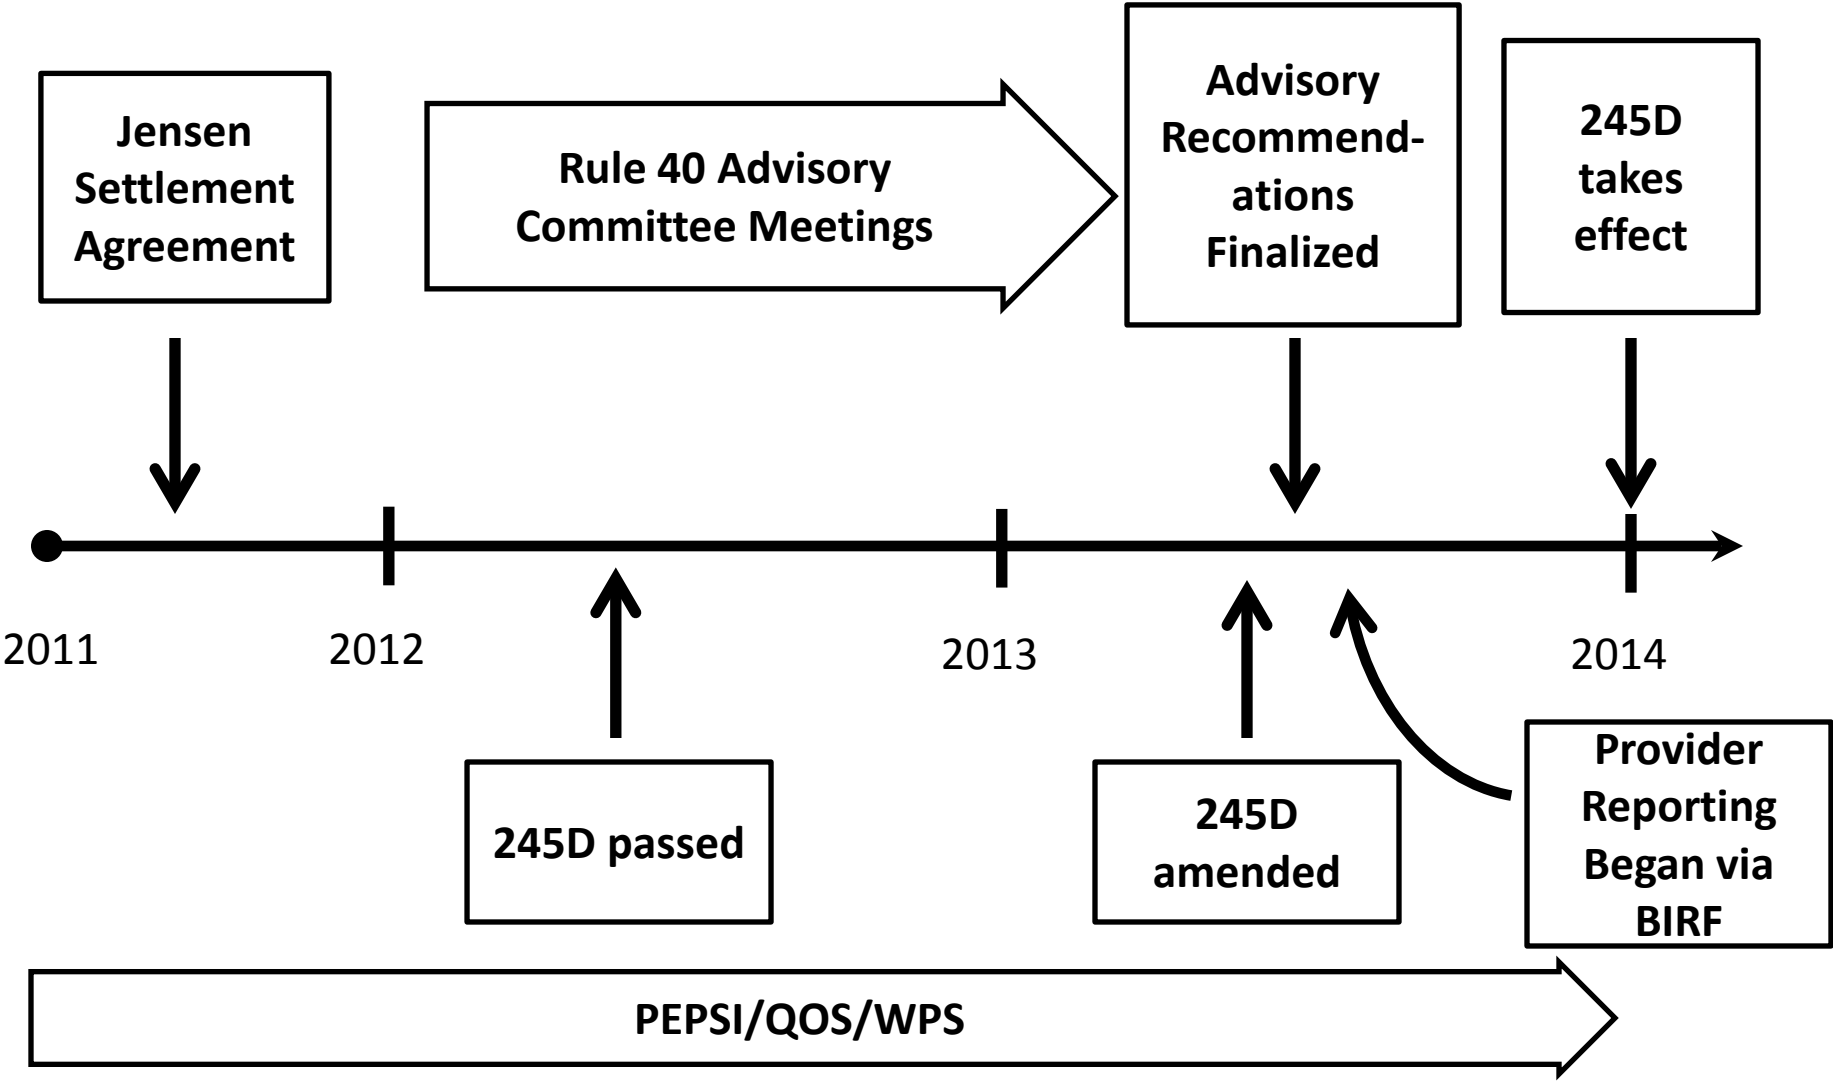 Jensen
Settlement
Agreement
Rule 40 Advisory
Committee Meetings
Advisory
Recommend-
ations
Finalized
245D
takes
effect
2011
2012
2013
2014
245D passed
245D
amended
Provider
Reporting
Began via
BIRF
PEPSI/QOS/WPS